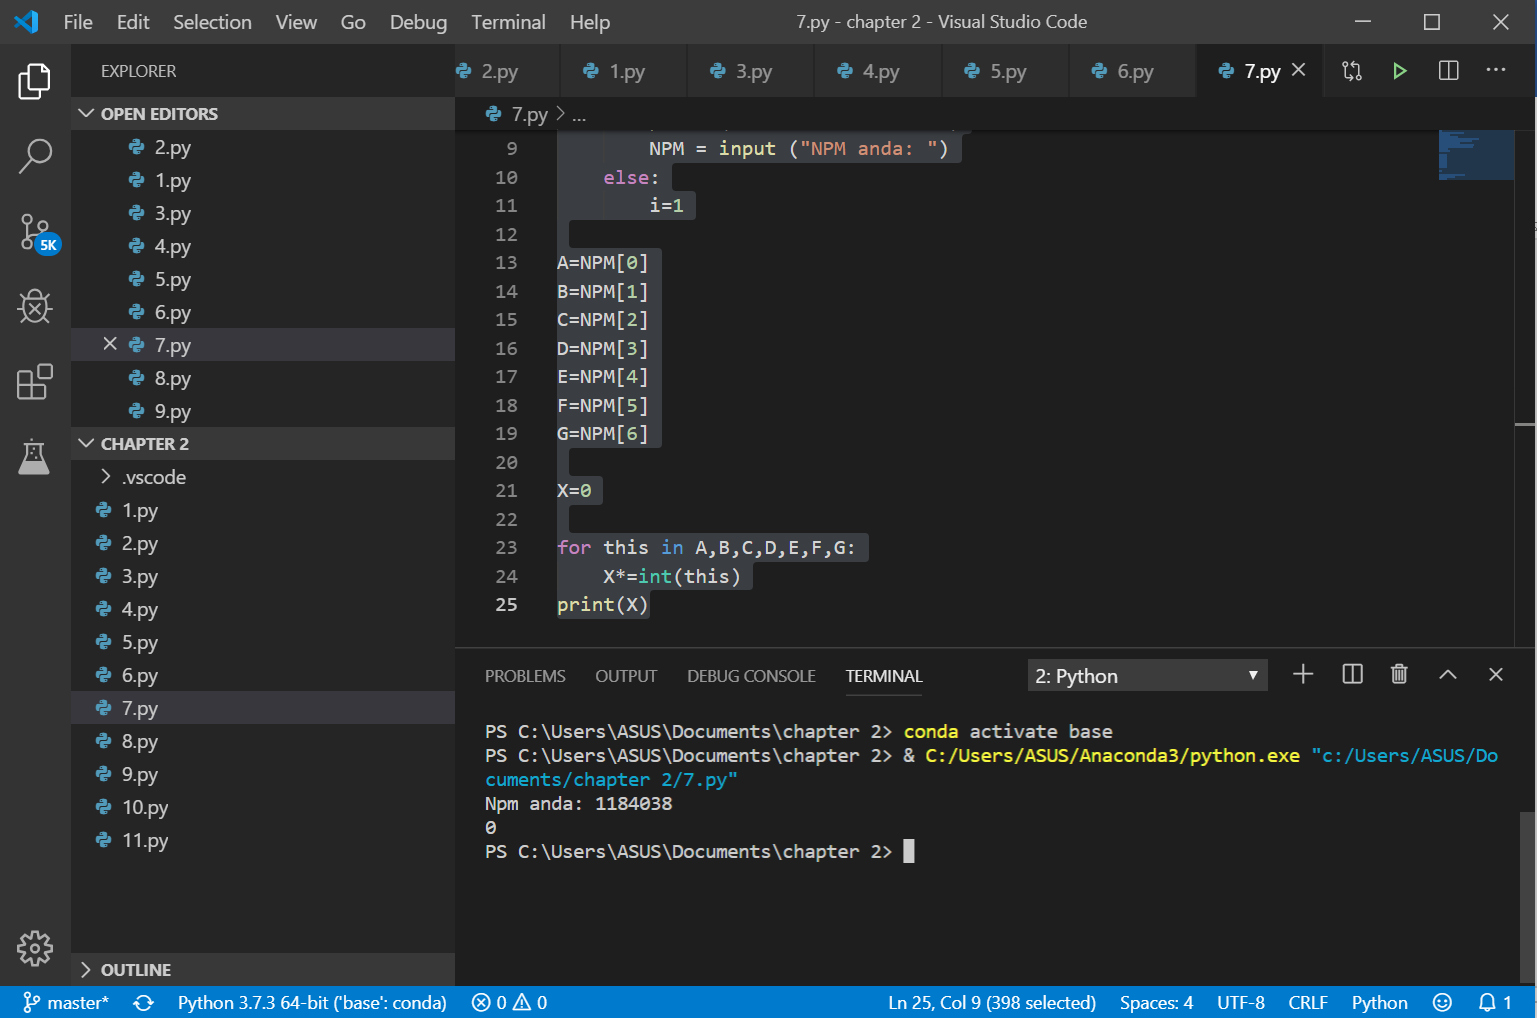 File Edit Selection View Go Debug Terminal Help 7.py - chapter 2 - Visual Studio Code
EXPLORER
2.py 1.py 3.py 4.py 5.py 6.py 7.py ...
OPEN EDITORS
2.py
1.py
3.py
4.py
5.py
6.py
7.py
8.py
9.py
CHAPTER 2
.vscode
1.py
2.py
3.py
4.py
5.py
6.py
7.py
8.py
9.py
10.py
11.py
OUTLINE
5K
7.py > ...
9 NPM = input ("NPM anda: ")
10 else:
11 i=1
12
13 A=NPM[0]
14 B=NPM[1]
15 C=NPM[2]
16 D=NPM[3]
17 E=NPM[4]
18 F=NPM[5]
19 G=NPM[6]
20
21 X=0
22
23 for this in A,B,C,D,E,F,G:
24 X*=int(this)
25 print(X)
PROBLEMS OUTPUT DEBUG CONSOLE TERMINAL 2: Python
PS C:\Users\ASUS\Documents\chapter 2> conda activate base
PS C:\Users\ASUS\Documents\chapter 2> & C:/Users/ASUS/Anaconda3/python.exe "c:/Users/ASUS/Do
cuments/chapter 2/7.py"
Npm anda: 1184038
0
PS C:\Users\ASUS\Documents\chapter 2>
master* Python 3.7.3 64-bit ('base': conda) 0 0 Ln 25, Col 9 (398 selected) Spaces: 4 UTF-8 CRLF Python 1